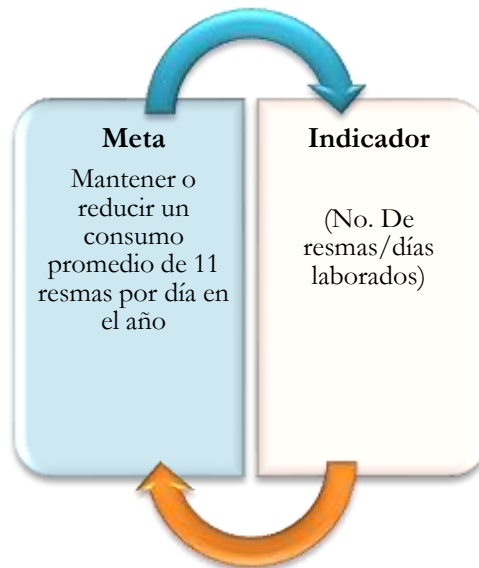 Meta
Mantener o
reducir un
consumo
promedio de 11
resmas por día en
el año
Indicador
(No. De
resmas/días
laborados)